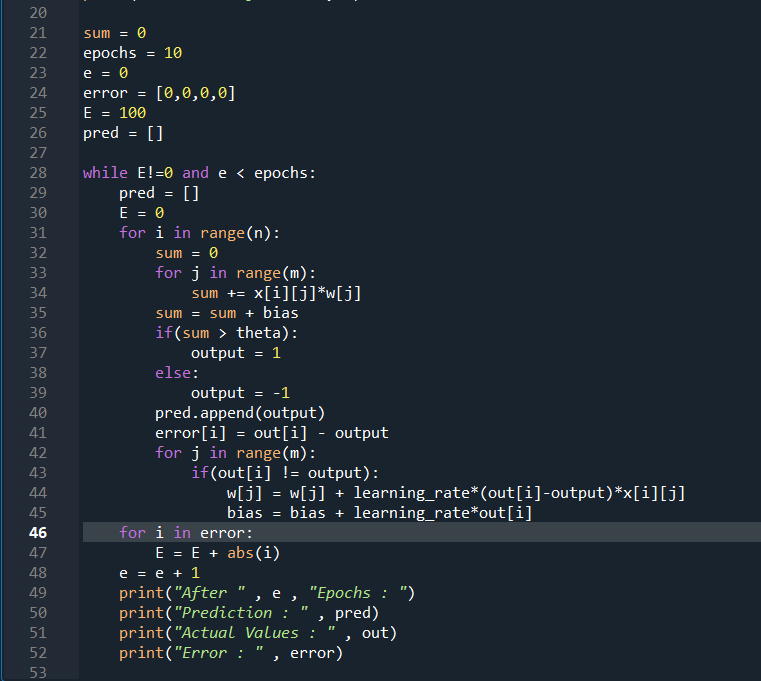 20
21 sum = 0
22 epochs = 10
23 e = 0
24 error = [0,0,0,0]
25 E = 100
26 pred = []
27
28 while E!=0 and e < epochs:
29     pred = []
30     E = 0
31     for i in range(n):
32         sum = 0
33         for j in range(m):
34             sum += x[i][j]*w[j]
35         sum = sum + bias
36         if(sum > theta):
37             output = 1
38         else:
39             output = -1
40         pred.append(output)
41         error[i] = out[i] - output
42         for j in range(m):
43             if(out[i] != output):
44                 w[j] = w[j] + learning_rate*(out[i]-output)*x[i][j]
45                 bias = bias + learning_rate*out[i]
46     for i in error:
47         E = E + abs(i)
48     e = e + 1
49     print("After " , e , "Epochs : ")
50     print("Prediction : " , pred)
51     print("Actual Values : " , out)
52     print("Error : " , error)
53